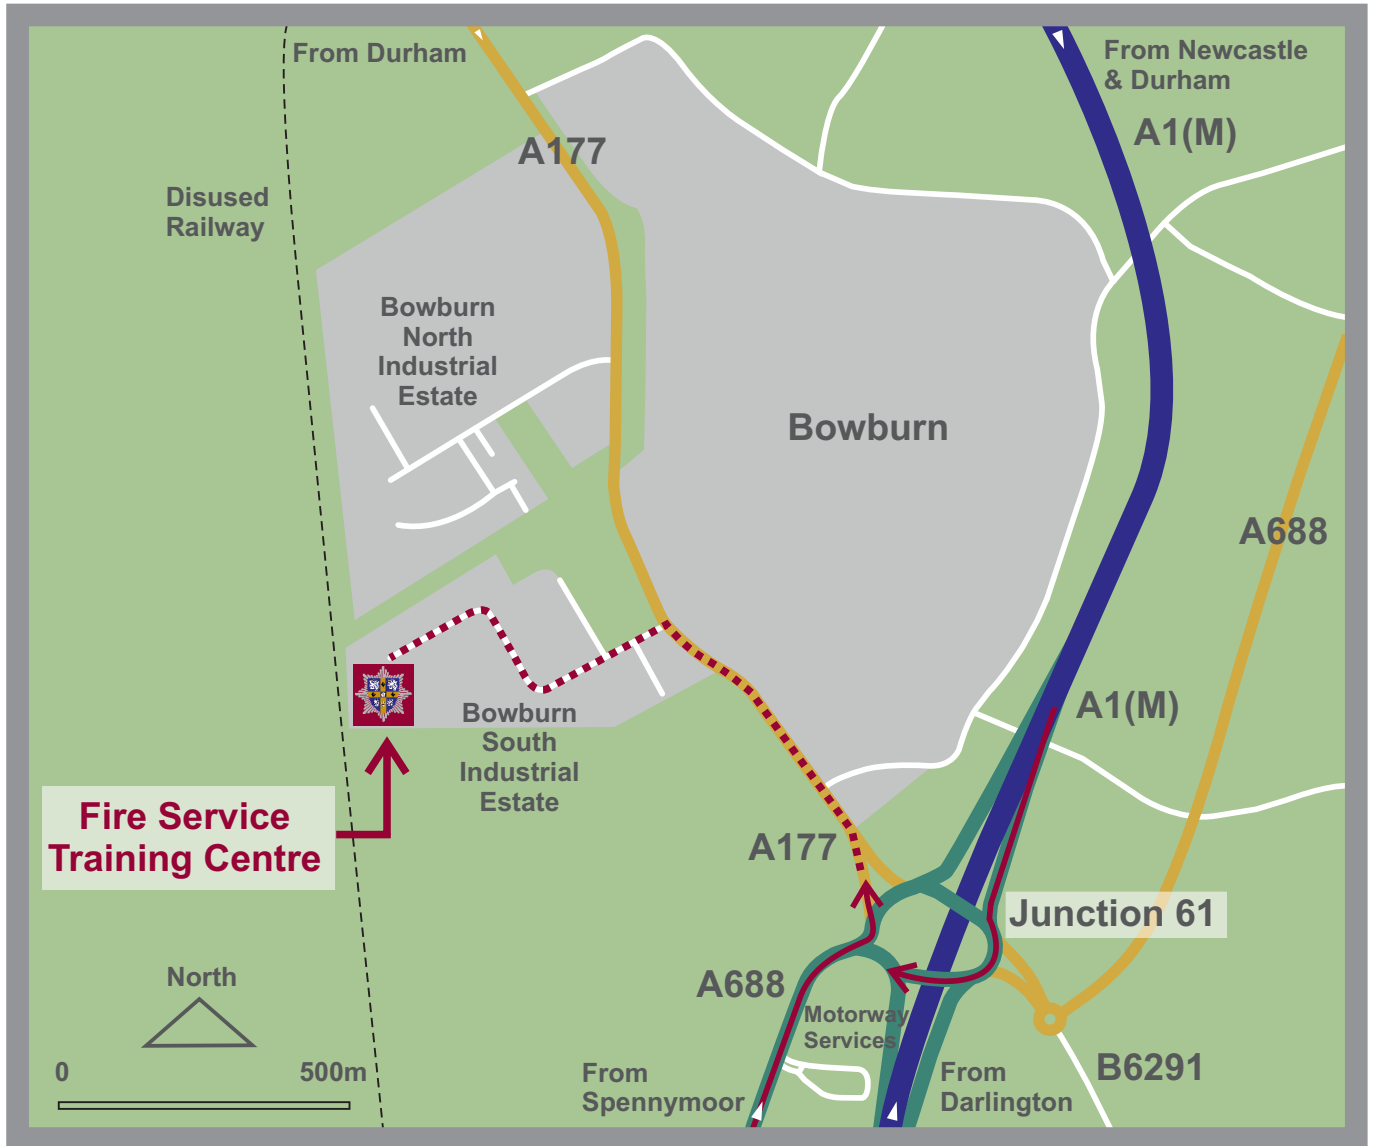 From Durham
From Newcastle
& Durham
A1(M)
A177
Disused
Railway
Bowburn
North
Industrial
Estate
Bowburn
A688
A1(M)
Bowburn
South
Industrial
Estate
Fire Service
Training Centre
A177
Junction 61
A688
North
Motorway
Services
0 500m
From
Spennymoor
From
Darlington
B6291